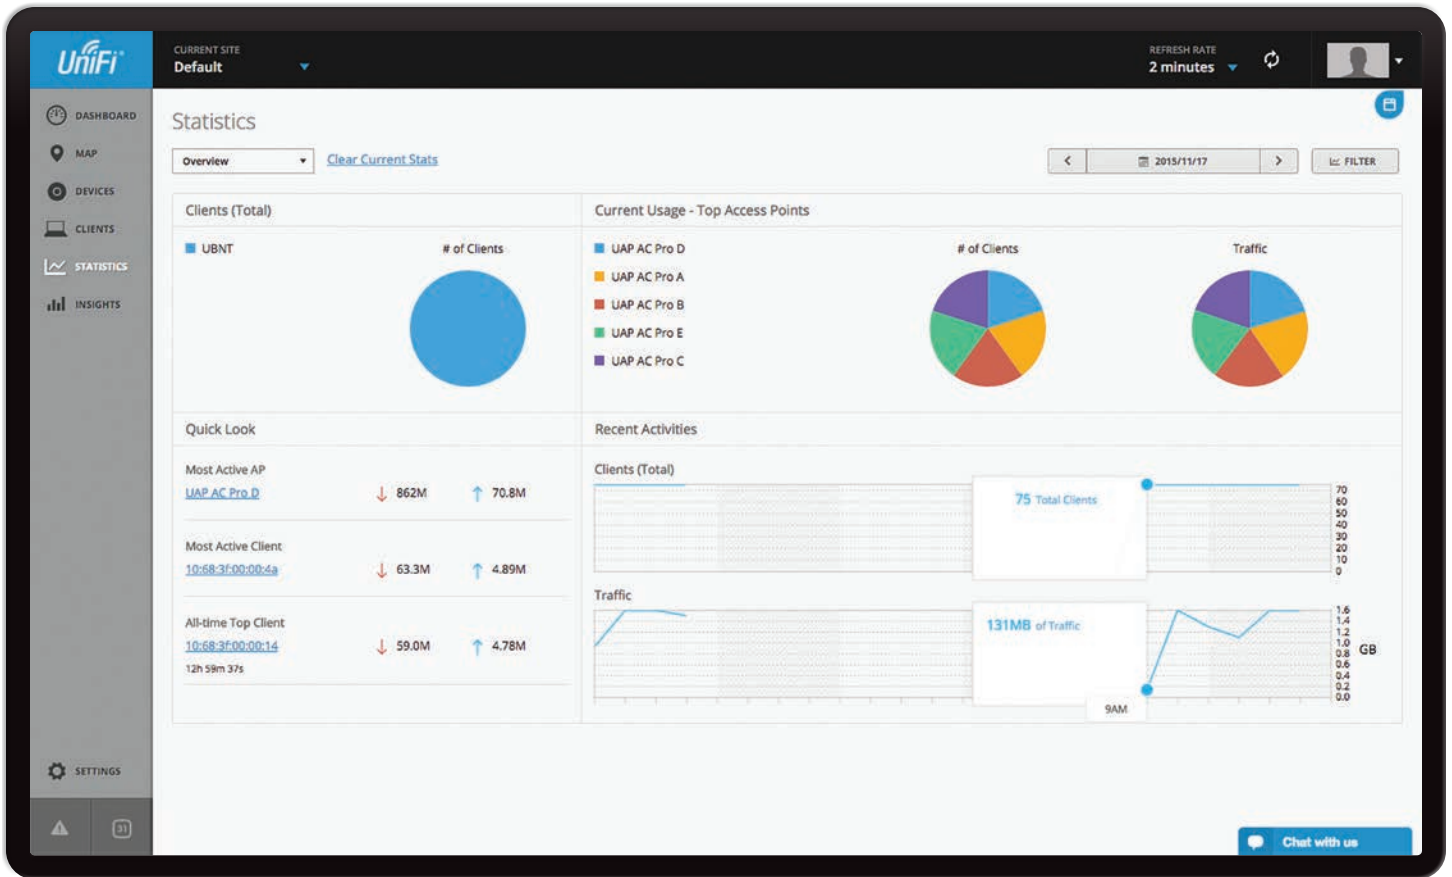 UniFi
CURRENT SITE
Default
REFRESH RATE
2 minutes
DASHBOARD
MAP
DEVICES
CLIENTS
STATISTICS
INSIGHTS
SETTINGS
31
Statistics
Overview
Clear Current Stats
2015/11/17
FILTER
Clients (Total)
UBNT
# of Clients
Current Usage - Top Access Points
UAP AC Pro D
UAP AC Pro A
UAP AC Pro B
UAP AC Pro E
UAP AC Pro C
# of Clients
Traffic
Quick Look
Most Active AP
UAP AC Pro D
862M
70.8M
Most Active Client
10:68:3f:00:00:4a
63.3M
4.89M
All-time Top Client
10:68:3f:00:00:14
59.0M
4.78M
12h 59m 37s
Recent Activities
Clients (Total)
75 Total Clients
70
60
50
40
30
20
10
0
Traffic
131MB of Traffic
9AM
1.6
1.4
1.2
1.0
0.8
0.6
0.4
0.2
0.0
GB
Chat with us